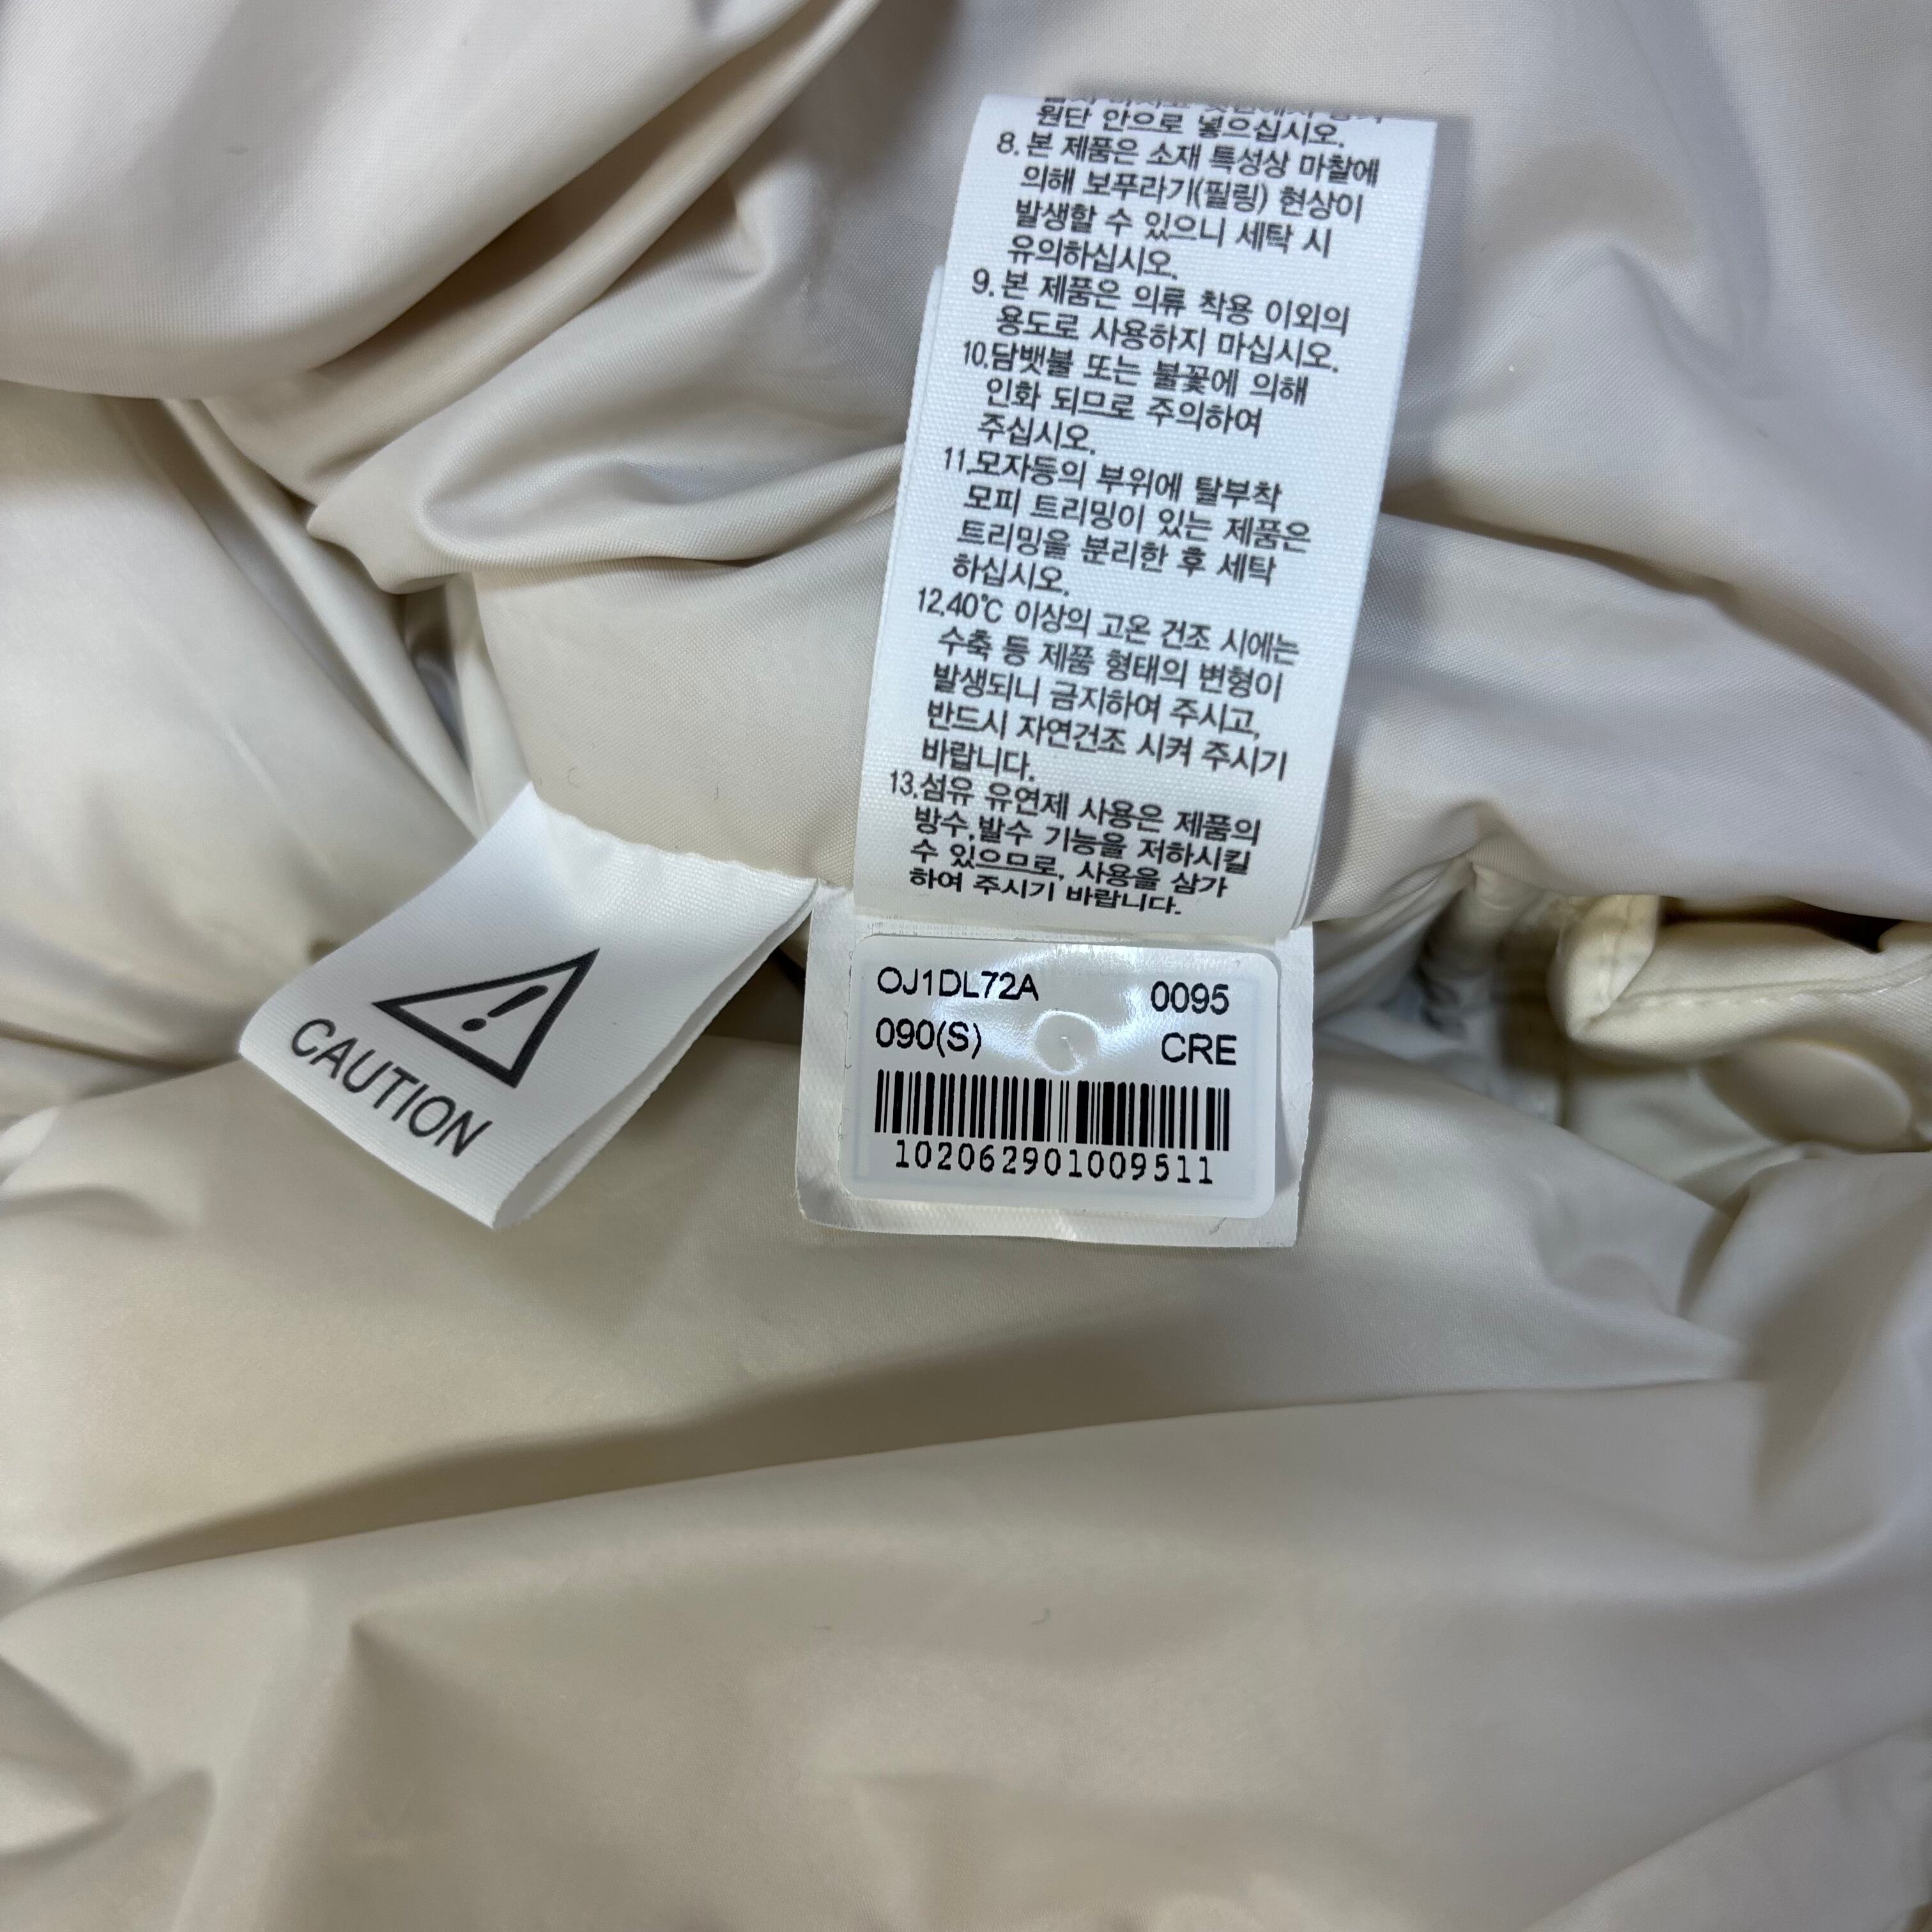 원단 안으로 넣으십시오.
8.본 제품은 소재 특성상 마찰에
의해 보푸라기(필링) 현상이
발생할 수 있으니 세탁 시
유의하십시오.
9.본 제품은 의류 착용 이외의
용도로 사용하지 마십시오.
10.담뱃불 또는 불꽃에 의해
인화 되므로 주의하여
주십시오.
11.모자등의 부위에 탈부착
모피 트리밍이 있는 제품은
트리밍을 분리한 후 세탁
하십시오.
12.40℃ 이상의 고온 건조 시에는
수축 등 제품 형태의 변형이
발생되니 금지하여 주시고,
반드시 자연건조 시켜 주시기
바랍니다.
13.섬유 유연제 사용은 제품의
방수,발수 기능을 저하시킬
수 있으므로, 사용을 삼가
하여 주시기 바랍니다.
CAUTION
OJ1DL72A 0095
090(S) CRE
102062901009511